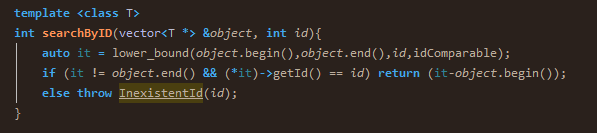 template <class T>
int searchByID(vector<T *> &object, int id){
    auto it = lower_bound(object.begin(),object.end(),id,idComparable);
    if (it != object.end() && (*it)->getId() == id) return (it-object.begin());
    else throw InexistentId(id);
}